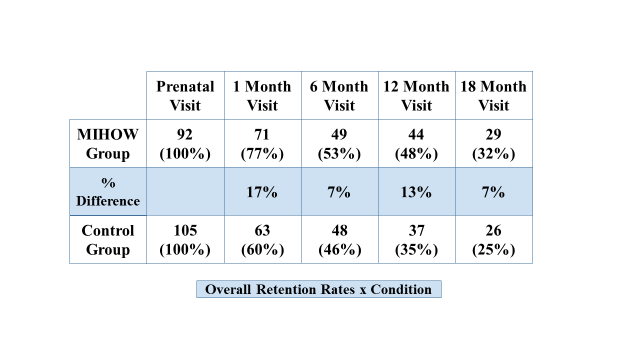 Prenatal Visit 1 Month Visit 6 Month Visit 12 Month Visit 18 Month Visit
MIHOW Group 92 (100%) 71 (77%) 49 (53%) 44 (48%) 29 (32%)
% Difference 17% 7% 13% 7%
Control Group 105 (100%) 63 (60%) 48 (46%) 37 (35%) 26 (25%)
Overall Retention Rates x Condition